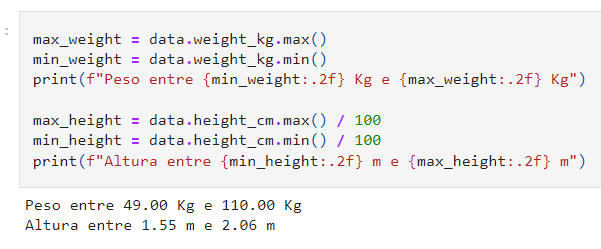 :
max_weight = data.weight_kg.max()
min_weight = data.weight_kg.min()
print(f"Peso entre {min_weight:.2f} Kg e {max_weight:.2f} Kg")
max_height = data.height_cm.max() / 100
min_height = data.height_cm.min() / 100
print(f"Altura entre {min_height:.2f} m e {max_height:.2f} m")
Peso entre 49.00 Kg e 110.00 Kg
Altura entre 1.55 m e 2.06 m